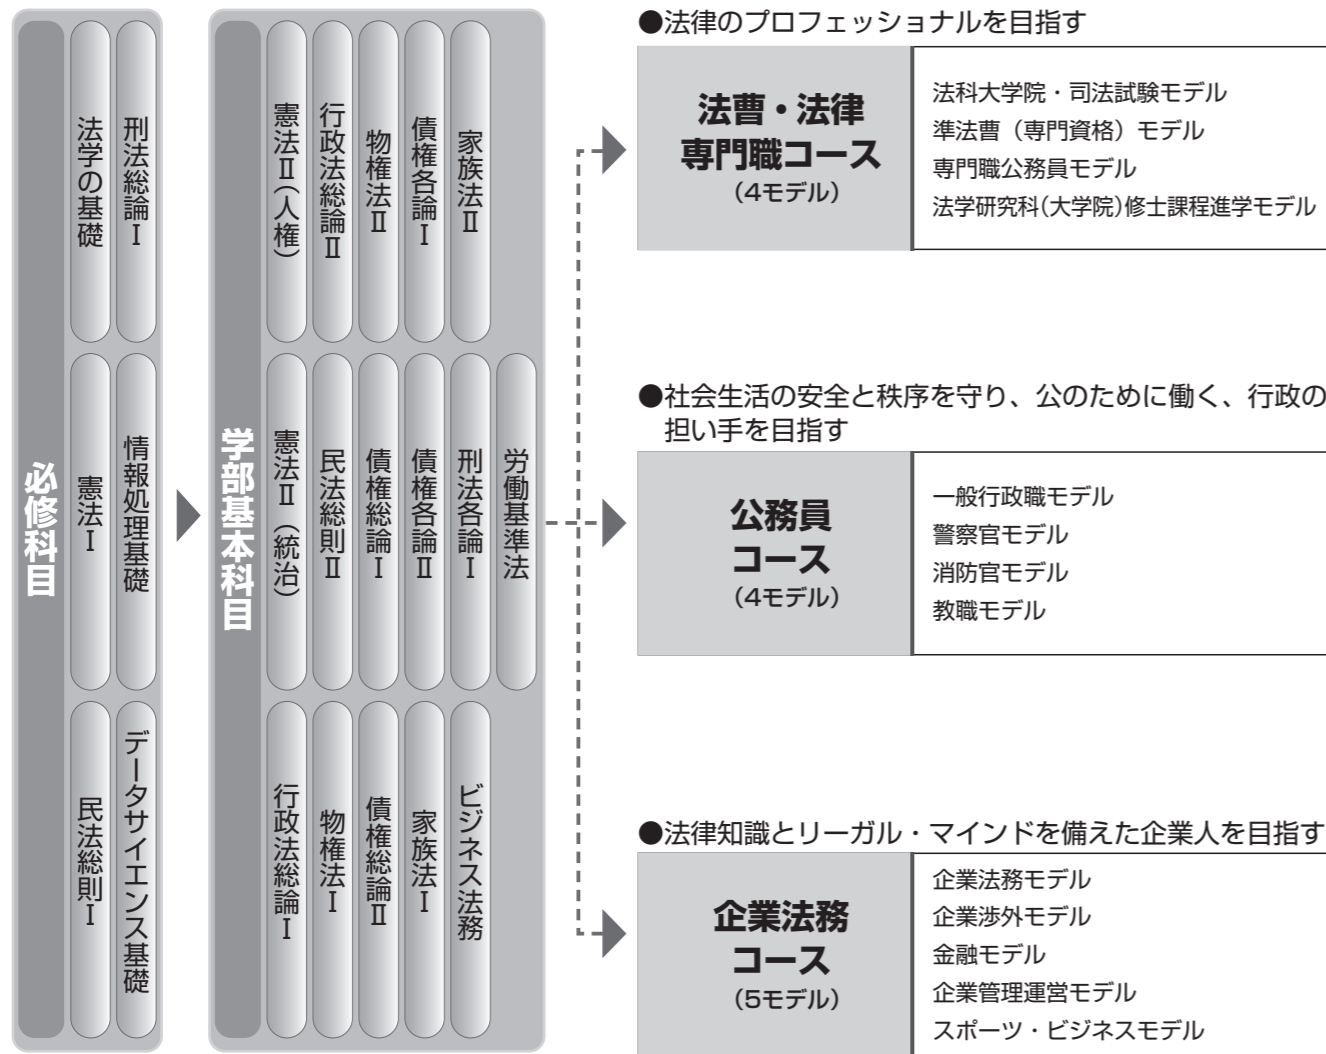 必修科目
法学の基礎
憲法Ⅰ
民法総則Ⅰ
刑法総論Ⅰ
情報処理基礎
データサイエンス基礎
学部基本科目
憲法Ⅱ(人権)
憲法Ⅱ(統治)
行政法総論Ⅰ
行政法総論Ⅱ
民法総則Ⅱ
物権法Ⅰ
物権法Ⅱ
債権総論Ⅰ
債権総論Ⅱ
債権各論Ⅰ
債権各論Ⅱ
家族法Ⅰ
家族法Ⅱ
刑法各論Ⅰ
ビジネス法務
労働基準法
●法律のプロフェッショナルを目指す
法曹・法律
専門職コース
(4モデル)
法科大学院・司法試験モデル
準法曹(専門資格)モデル
専門職公務員モデル
法学研究科(大学院)修士課程進学モデル
●社会生活の安全と秩序を守り、公のために働く、行政の
担い手を目指す
公務員
コース
(4モデル)
一般行政職モデル
警察官モデル
消防官モデル
教職モデル
●法律知識とリーガル・マインドを備えた企業人を目指す
企業法務
コース
(5モデル)
企業法務モデル
企業渉外モデル
金融モデル
企業管理運営モデル
スポーツ・ビジネスモデル